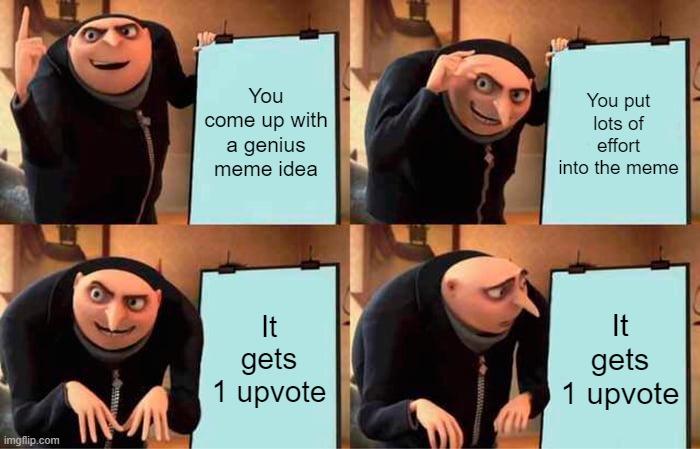 You
come up with
a genius
meme idea
You put
lots of
effort
into the meme
It
gets
1 upvote
It
gets
1 upvote
imgflip.com